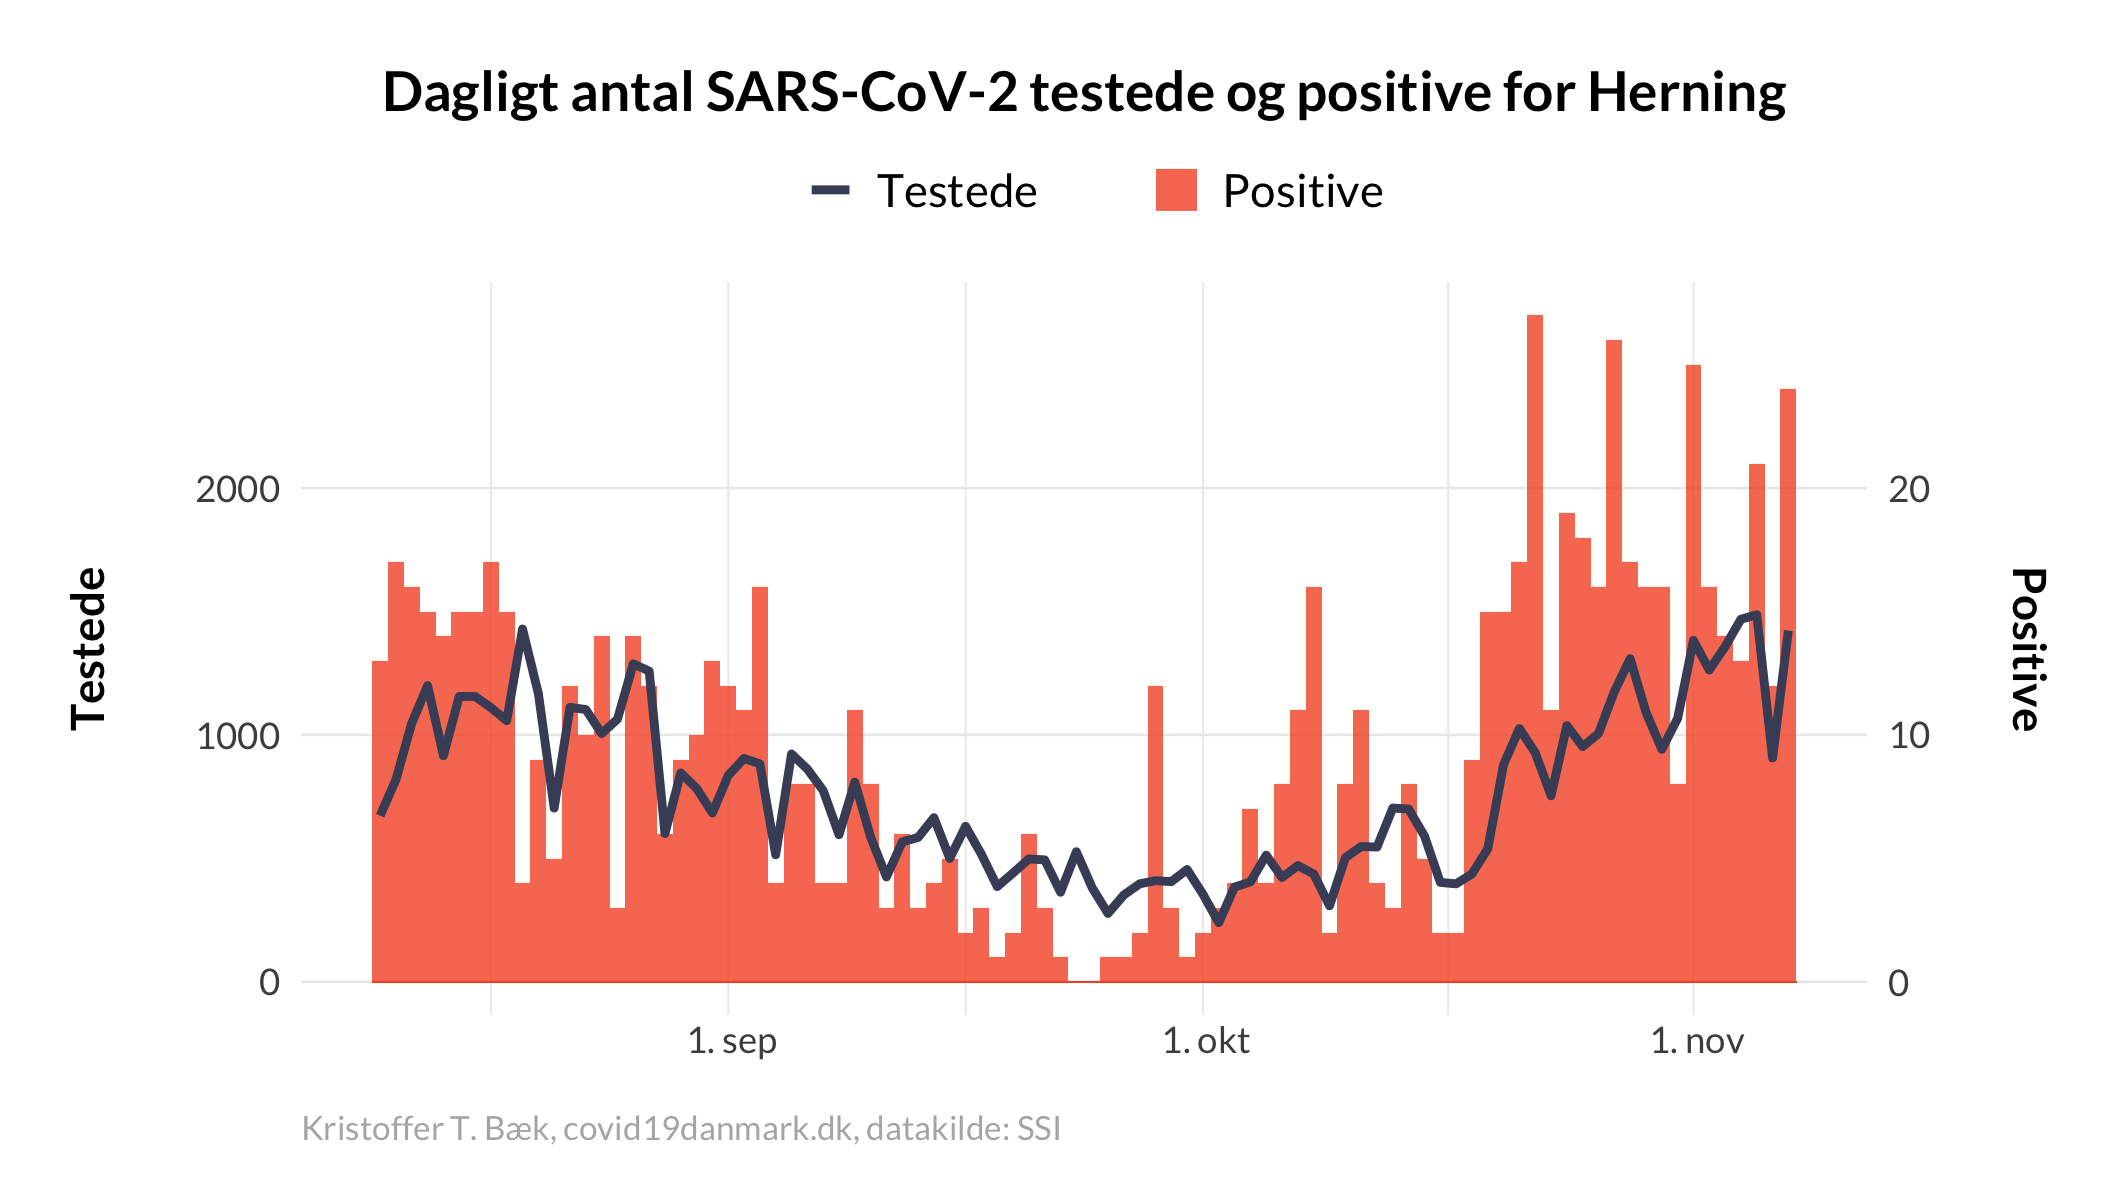 Dagligt antal SARS-CoV-2 testede og positive for Herning
Testede
Positive
2000
1000
0
Testede
20
10
0
Positive
1. sep
1. okt
1. nov
Kristoffer T. Bæk, covid19danmark.dk, datakilde: SSI